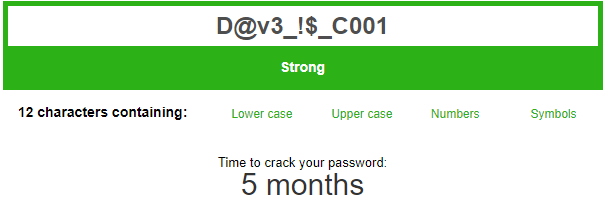 D@v3_!$_C001
Strong
12 characters containing: Lower case Upper case Numbers Symbols
Time to crack your password:
5 months